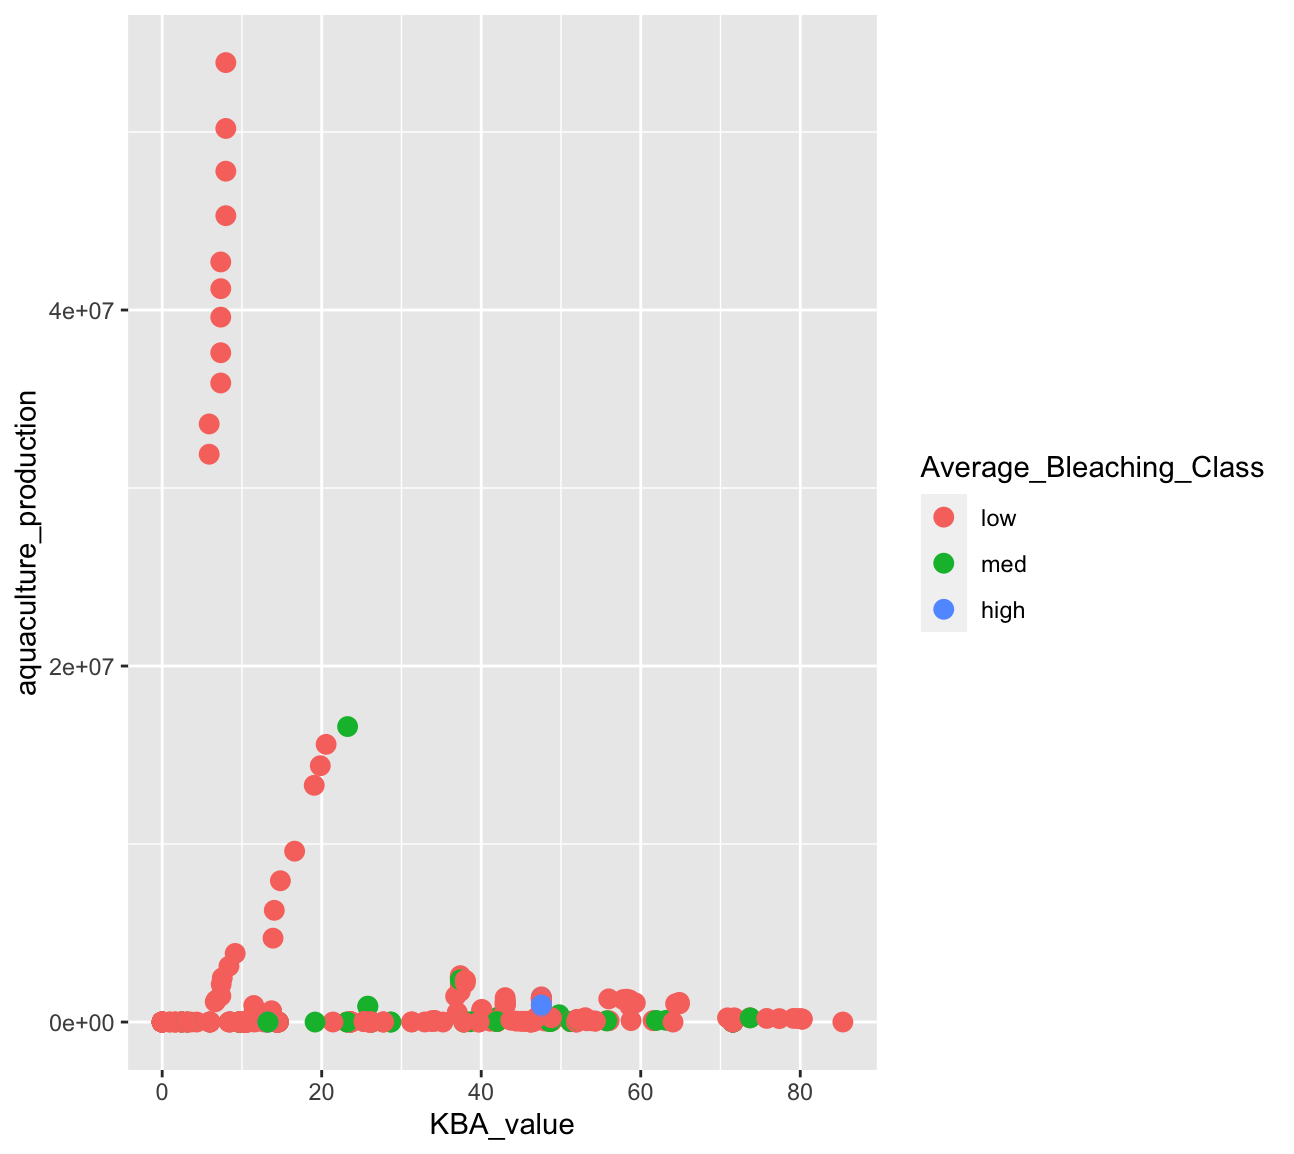 aquaculture_production
4e+07
2e+07
0e+00
0 20 40 60 80
KBA_value
Average_Bleaching_Class
low
med
high